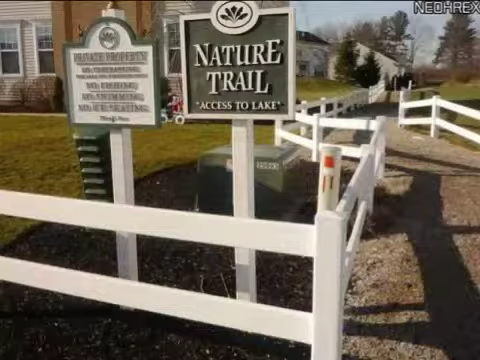 PRIVATE PROPERTY
NO FISHING
NO SWIMMING
NO ICE SKATING
NATURE
TRAIL
"ACCESS TO LAKE"
NEOHREX